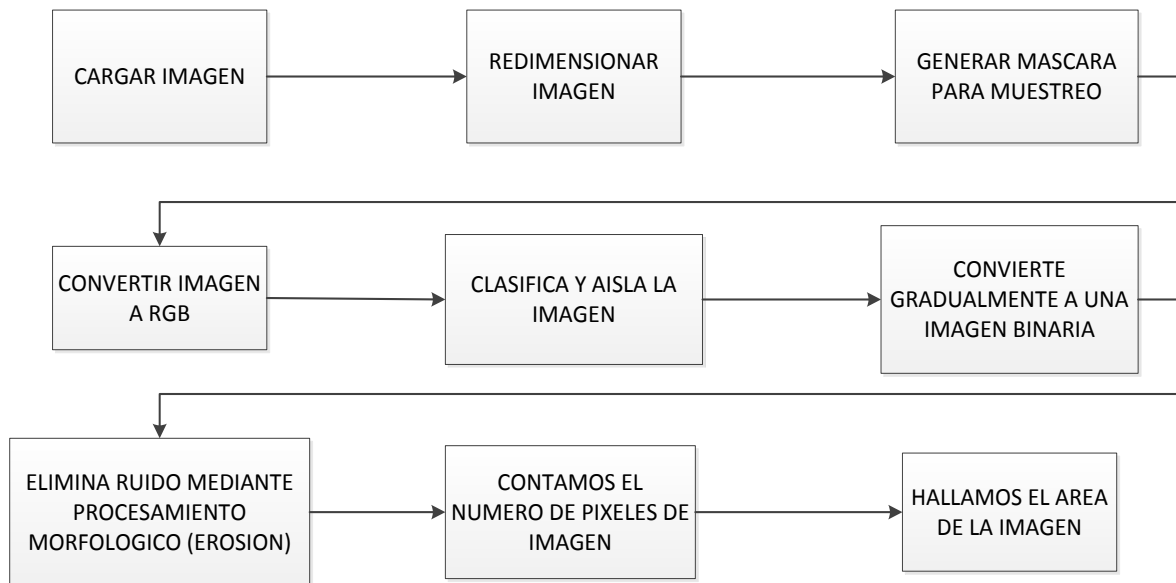 CARGAR IMAGEN
REDIMENSIONAR
IMAGEN
GENERAR MASCARA
PARA MUESTREO
CONVERTIR IMAGEN
A RGB
CLASIFICA Y AISLA LA
IMAGEN
CONVIERTE
GRADUALMENTE A UNA
IMAGEN BINARIA
ELIMINA RUIDO MEDIANTE
PROCESAMIENTO
MORFOLOGICO (EROSION)
CONTAMOS EL
NUMERO DE PIXELES DE
IMAGEN
HALLAMOS EL AREA
DE LA IMAGEN